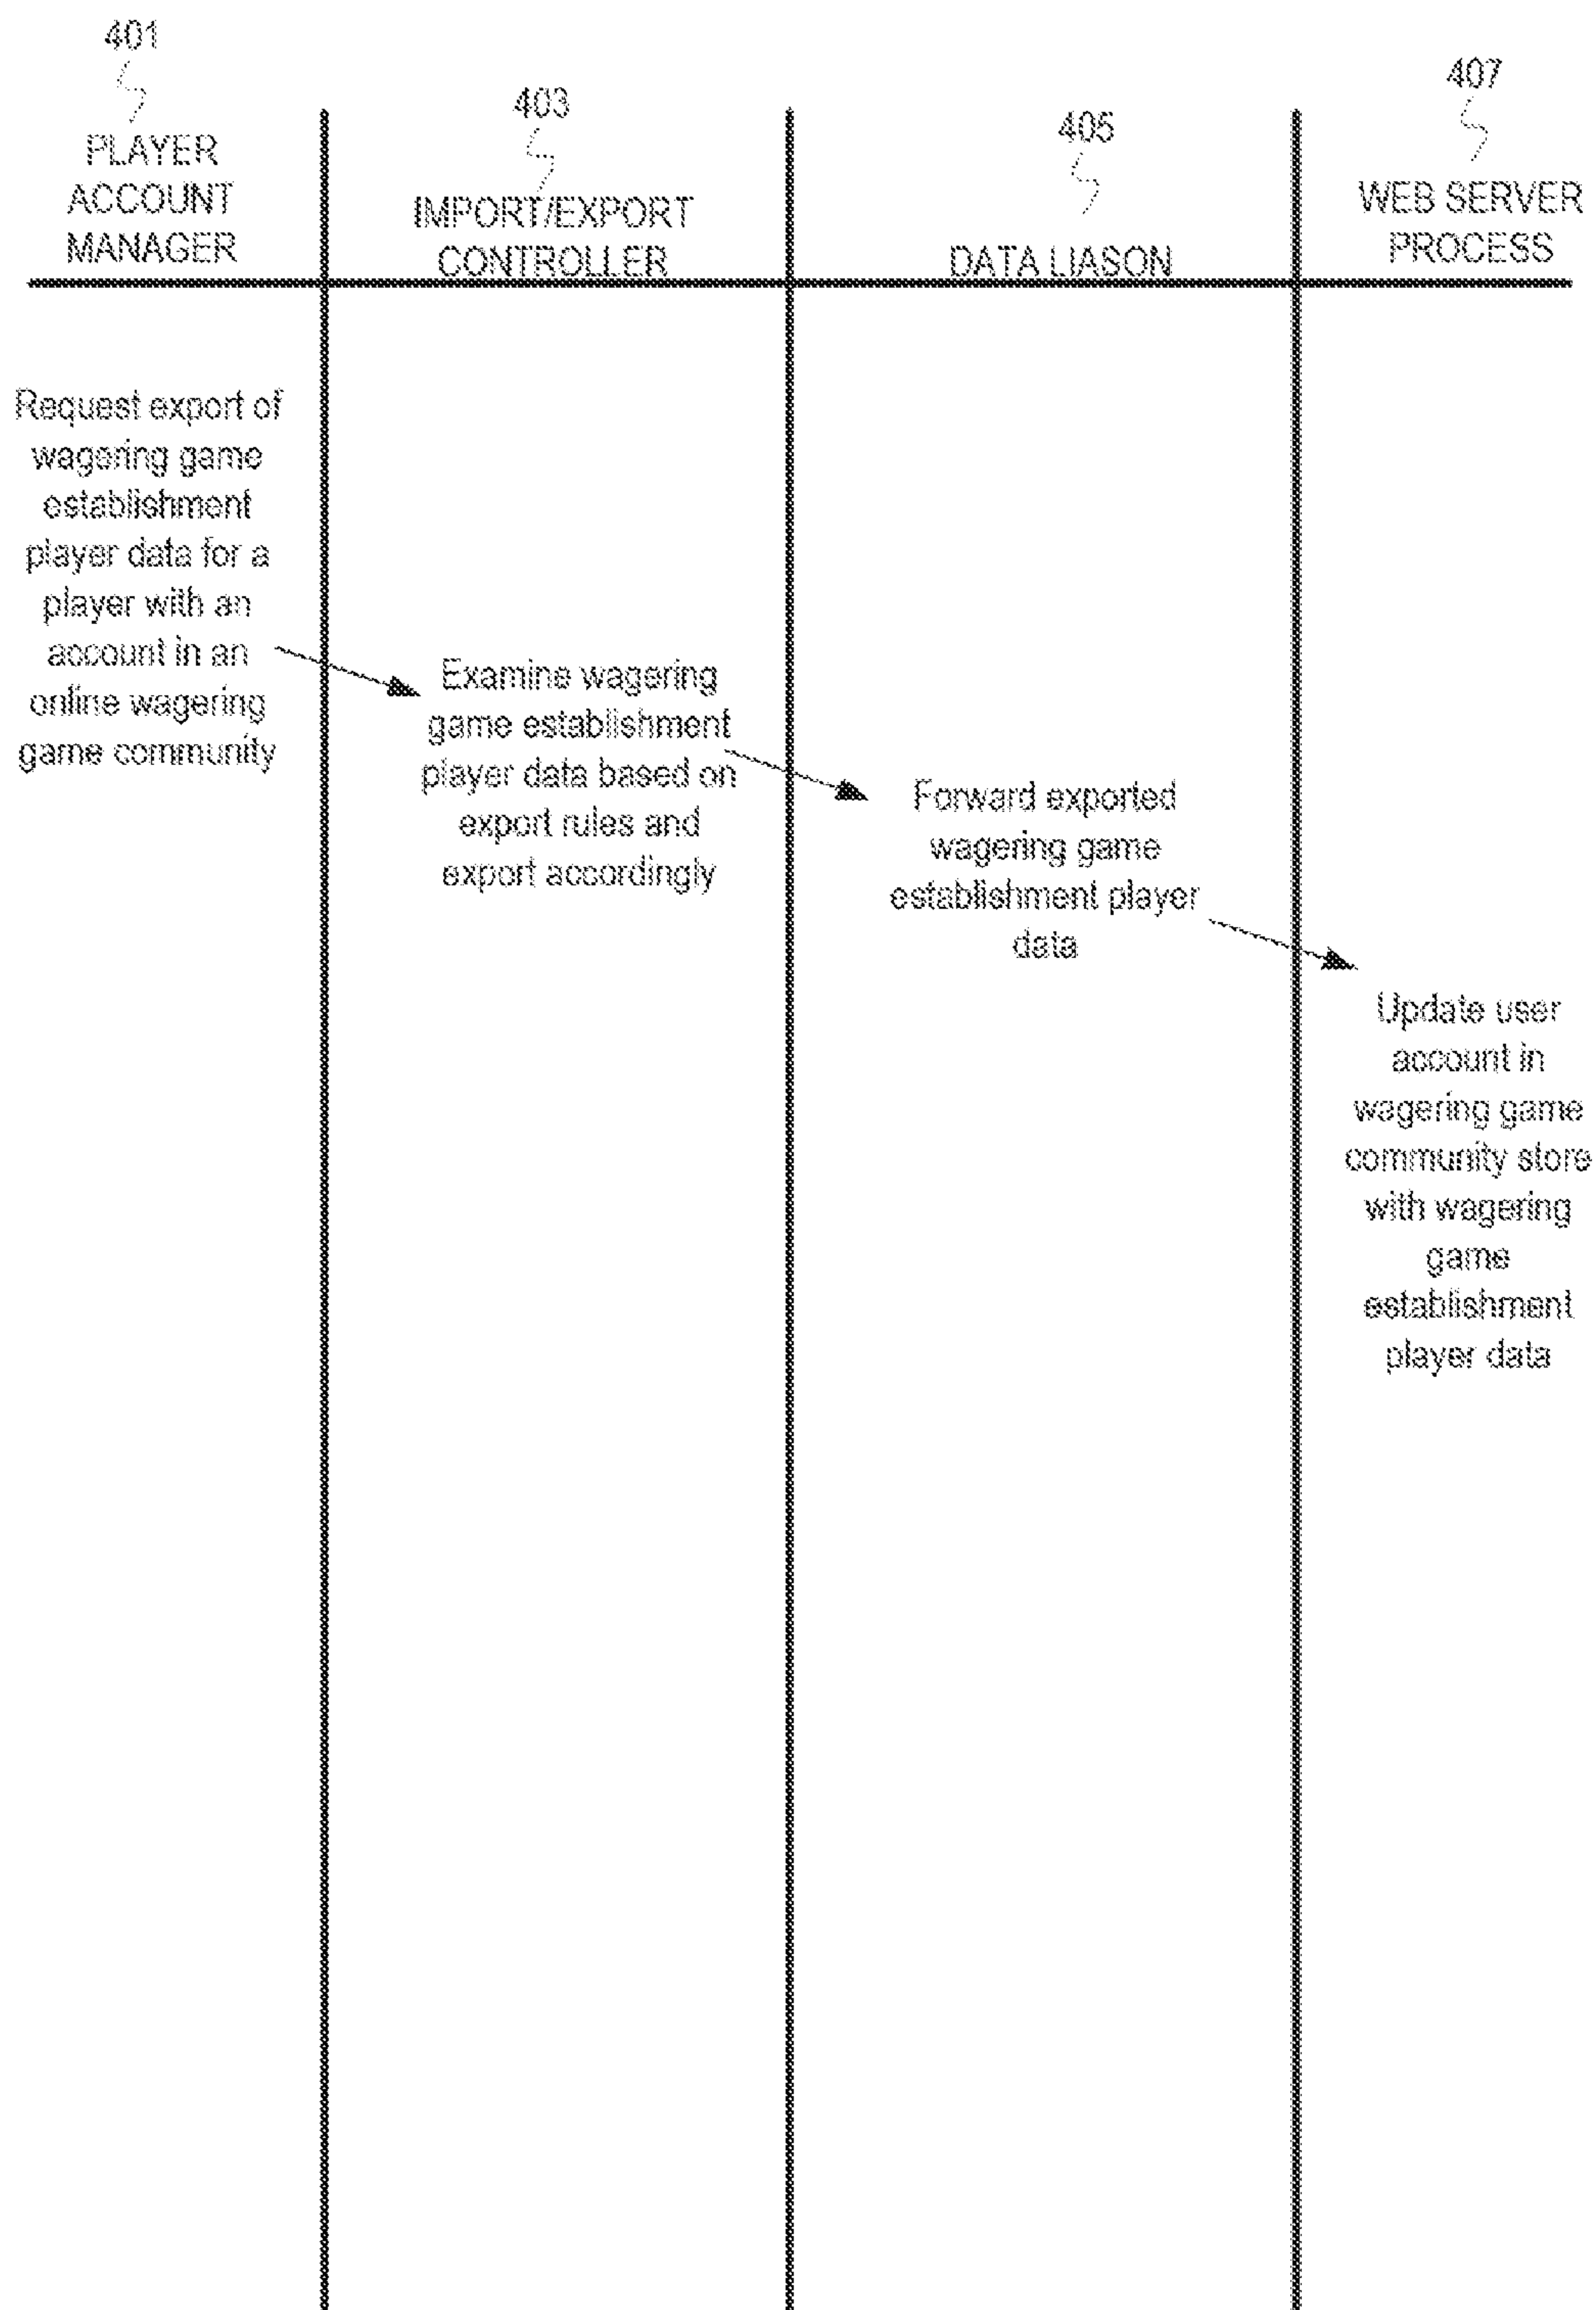 401
PLAYER
ACCOUNT
MANAGER
403
IMPORT/EXPORT
CONTROLLER
405
DATA LIASON
407
WEB SERVER
PROCESS
Request export of
wagering game
establishment
player data for a
player with an
account in an
online wagering
game community
Examine wagering
game establishment
player data based on
export rules and
export accordingly
Forward exported
wagering game
establishment player
data
Update user
account in
wagering game
community store
with wagering
game
establishment
player data